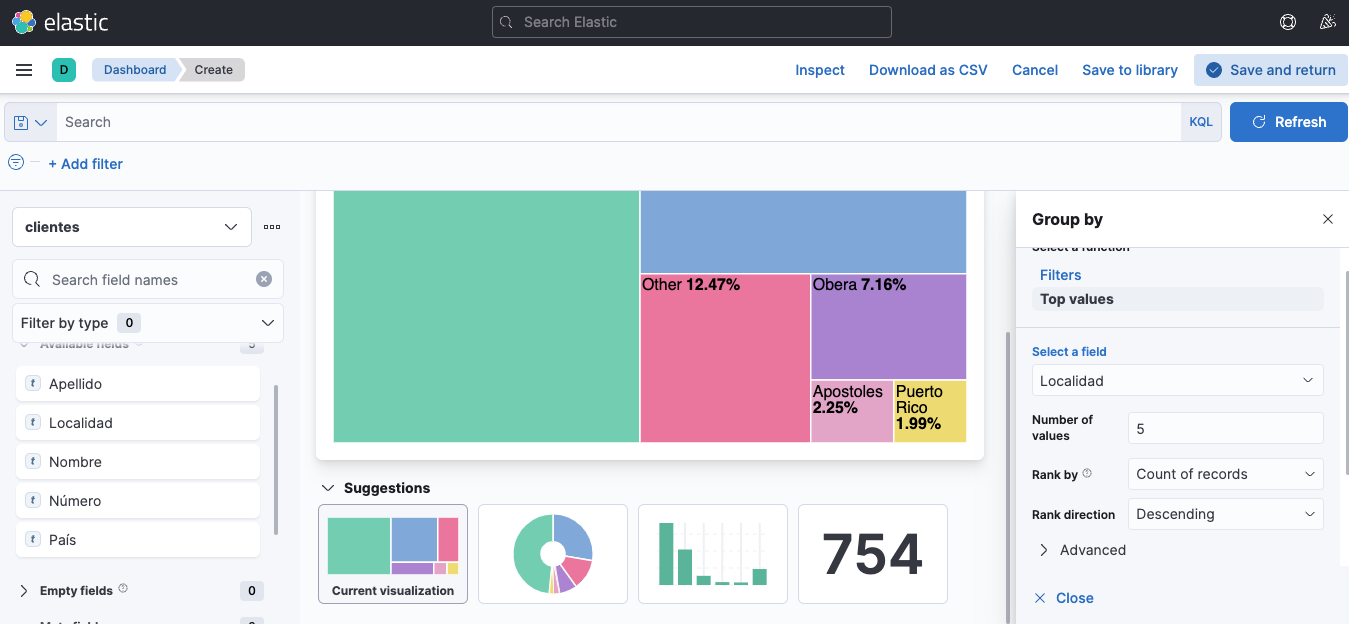 elastic
Search Elastic
D
Dashboard
Create
Inspect
Download as CSV
Cancel
Save to library
Save and return
Search
KQL
Refresh
+ Add filter
clientes
Search field names
Filter by type 0
Available fields 5
t Apellido
t Localidad
t Nombre
t Número
t País
Empty fields 0
Other 12.47%
Obera 7.16%
Apostoles
2.25%
Puerto
Rico
1.99%
Suggestions
Current visualization
754
Group by
Select a function
Filters
Top values
Select a field
Localidad
Number of
values
5
Rank by
Count of records
Rank direction
Descending
Advanced
Close